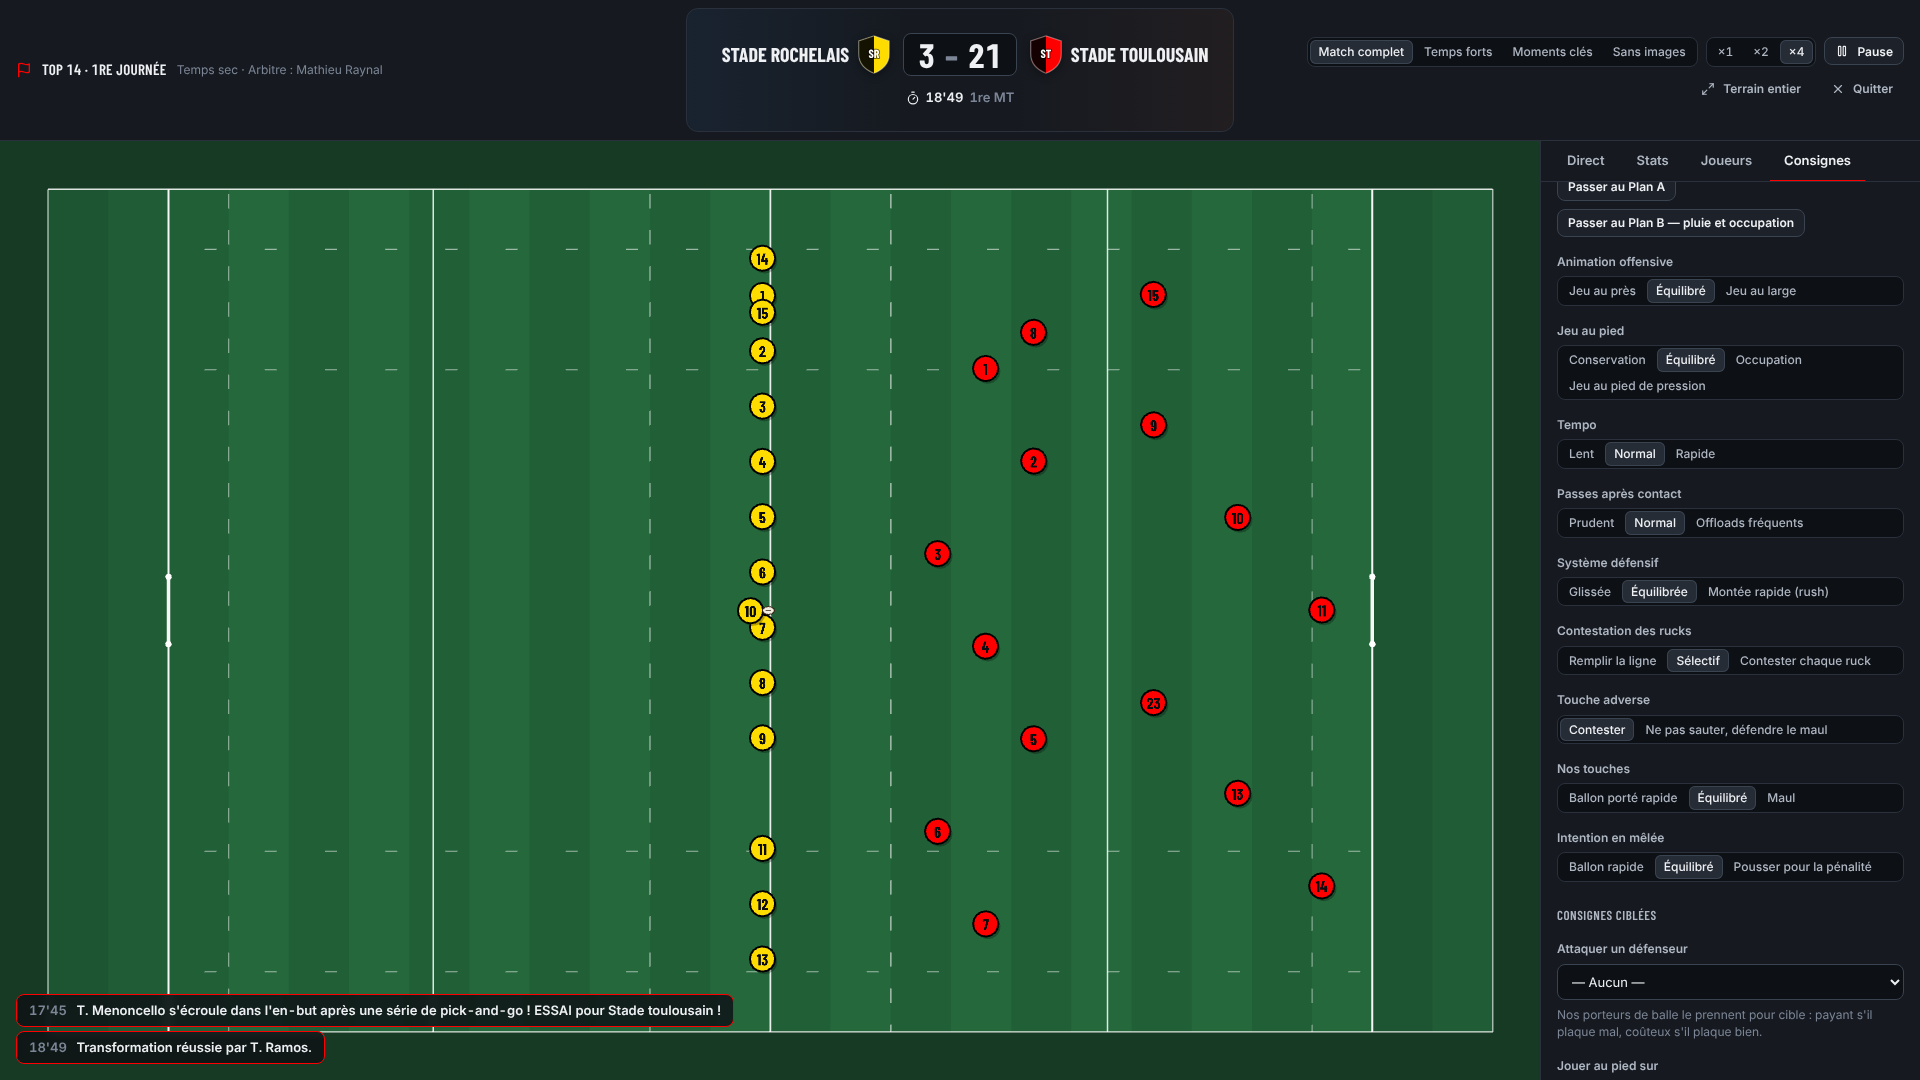 TOP 14 · 1RE JOURNÉE Temps sec · Arbitre : Mathieu Raynal
STADE ROCHELAIS SR 3 – 21 ST STADE TOULOUSAIN
18'49 1re MT
Match complet Temps forts Moments clés Sans images ×1 ×2 ×4 Pause
Terrain entier Quitter
Direct Stats Joueurs Consignes
Passer au Plan A
Passer au Plan B — pluie et occupation
Animation offensive
Jeu au près Équilibré Jeu au large
Jeu au pied
Conservation Équilibré Occupation
Jeu au pied de pression
Tempo
Lent Normal Rapide
Passes après contact
Prudent Normal Offloads fréquents
Système défensif
Glissée Équilibrée Montée rapide (rush)
Contestation des rucks
Remplir la ligne Sélectif Contester chaque ruck
Touche adverse
Contester Ne pas sauter, défendre le maul
Nos touches
Ballon porté rapide Équilibré Maul
Intention en mêlée
Ballon rapide Équilibré Pousser pour la pénalité
CONSIGNES CIBLÉES
Attaquer un défenseur
— Aucun —
Nos porteurs de balle le prennent pour cible : payant s'il
plaque mal, coûteux s'il plaque bien.
Jouer au pied sur
14
1
15
2
3
4
5
6
10
7
8
9
11
12
13
15
8
1
9
2
10
3
11
4
23
5
13
6
14
7
17'45 T. Menoncello s'écroule dans l'en-but après une série de pick-and-go ! ESSAI pour Stade toulousain !
18'49 Transformation réussie par T. Ramos.